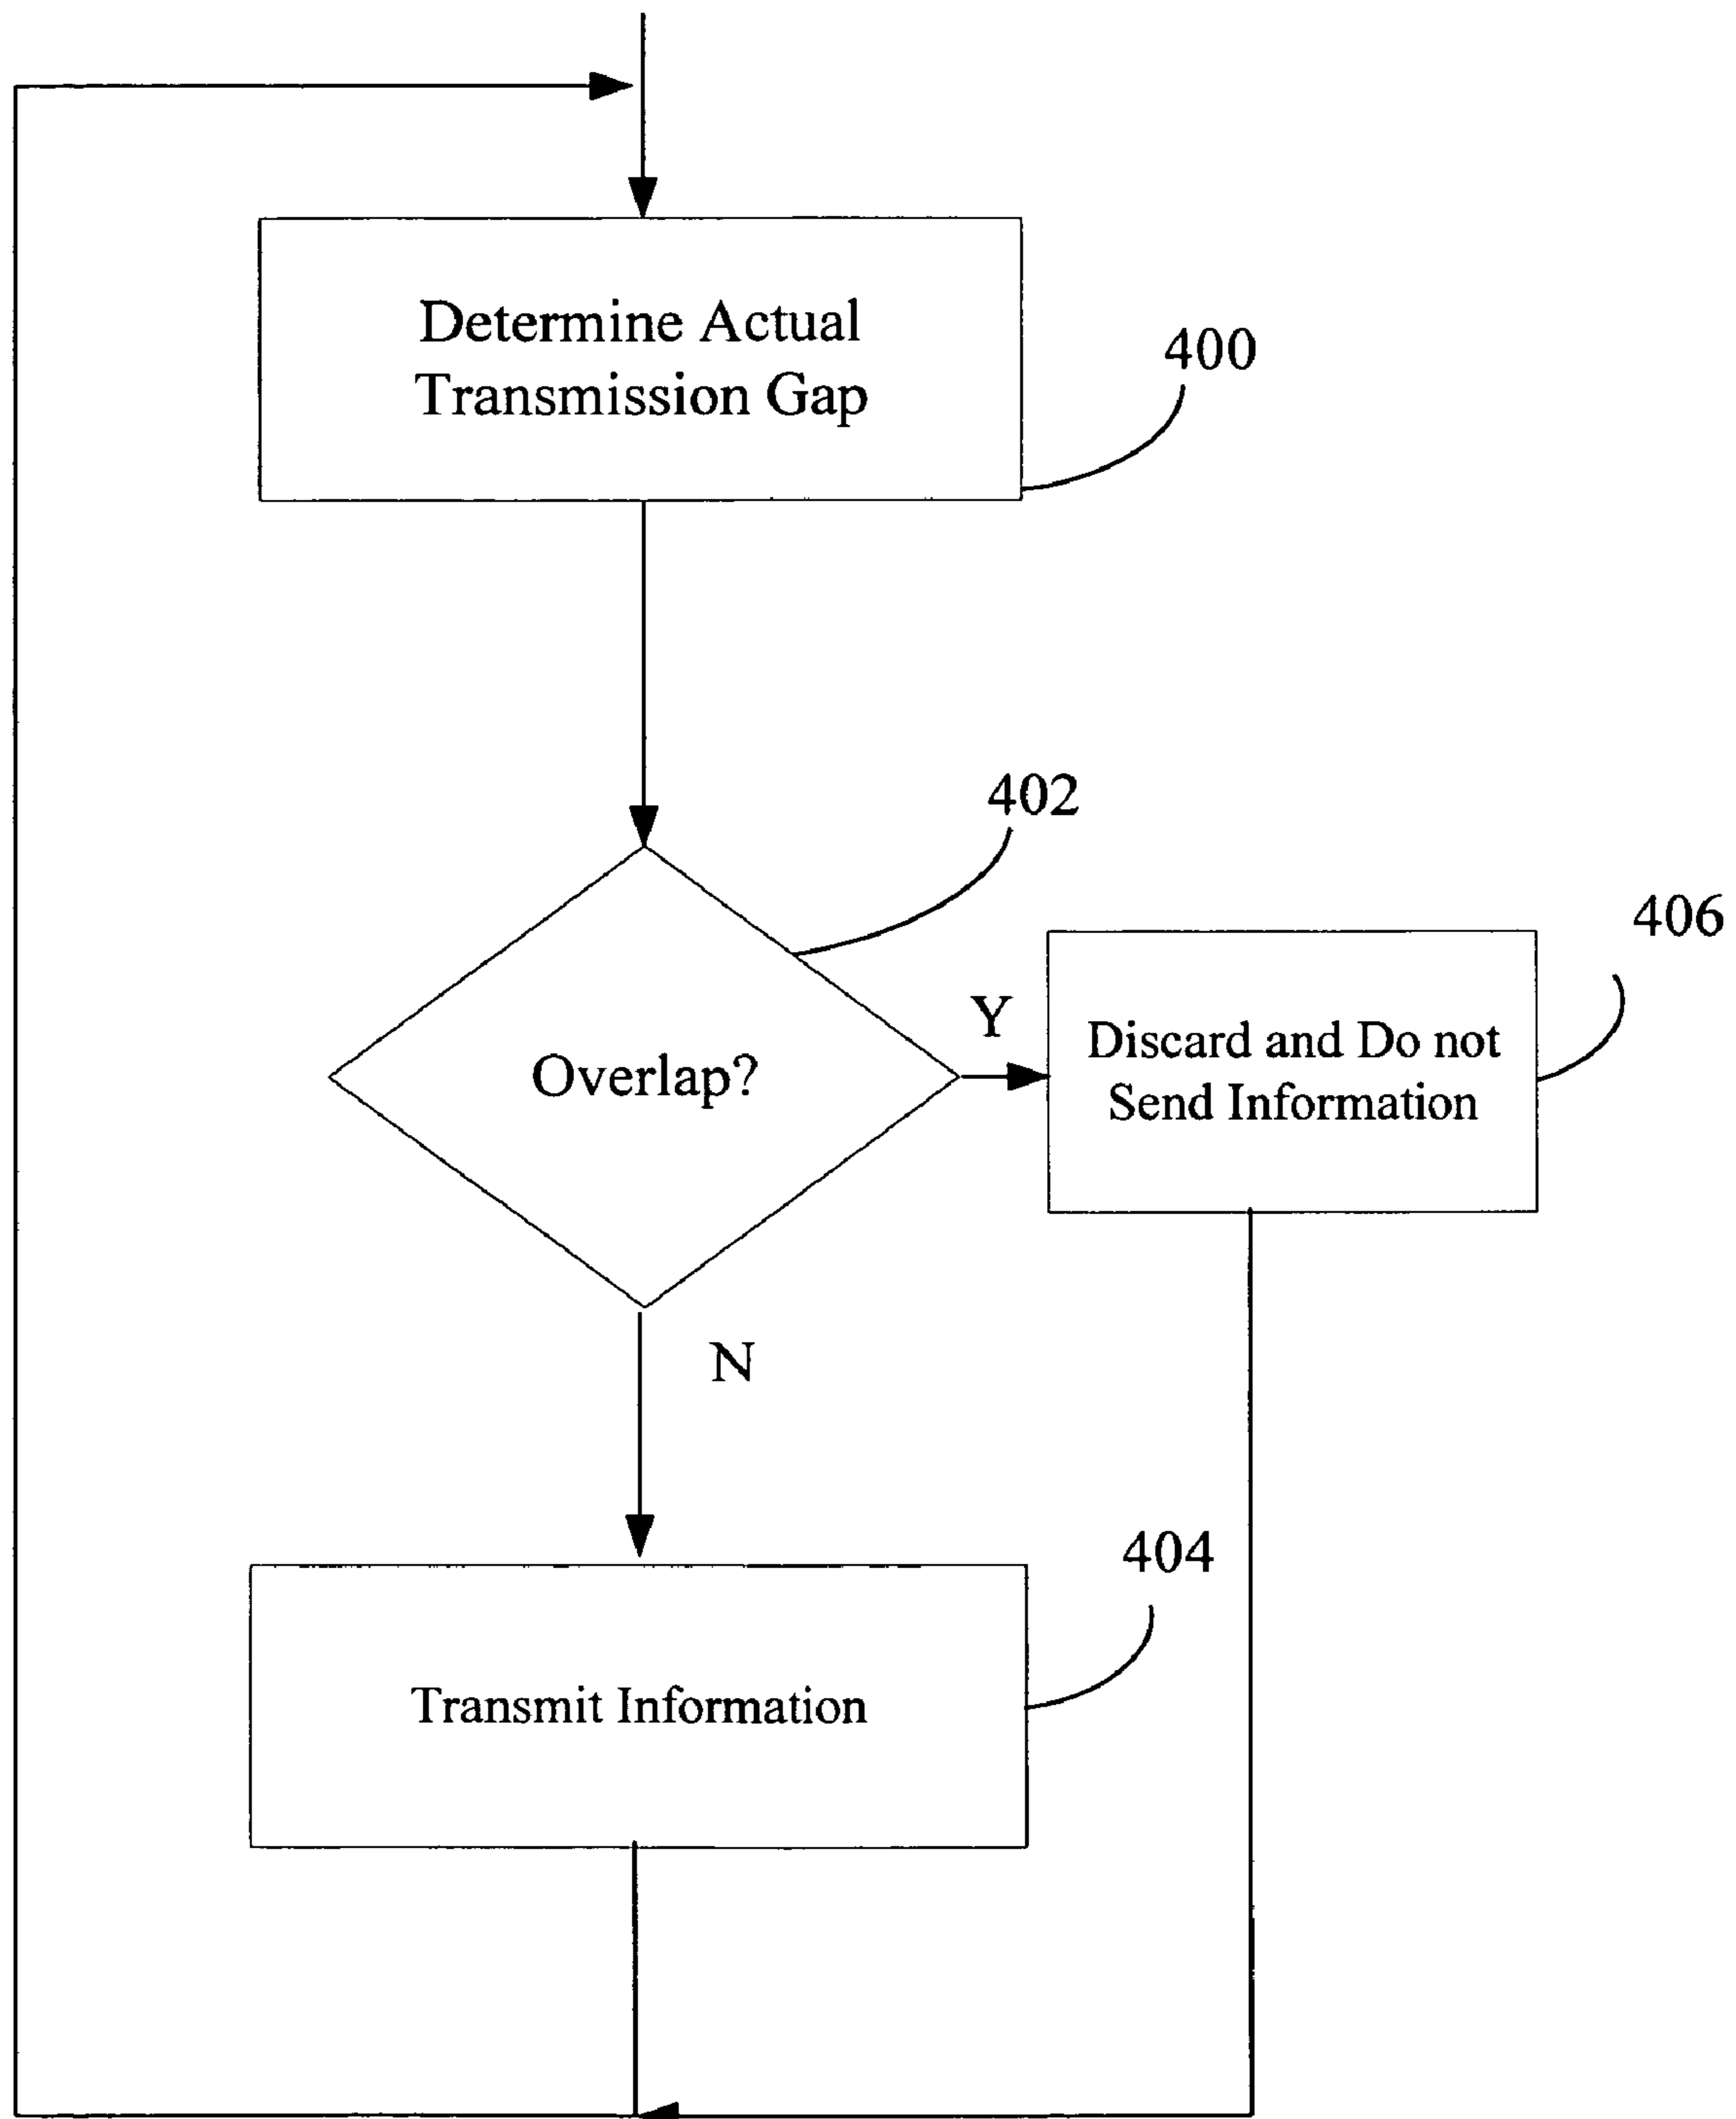 Determine Actual
Transmission Gap
400
402
406
Y
Discard and Do not
Send Information
Overlap?
N
404
Transmit Information